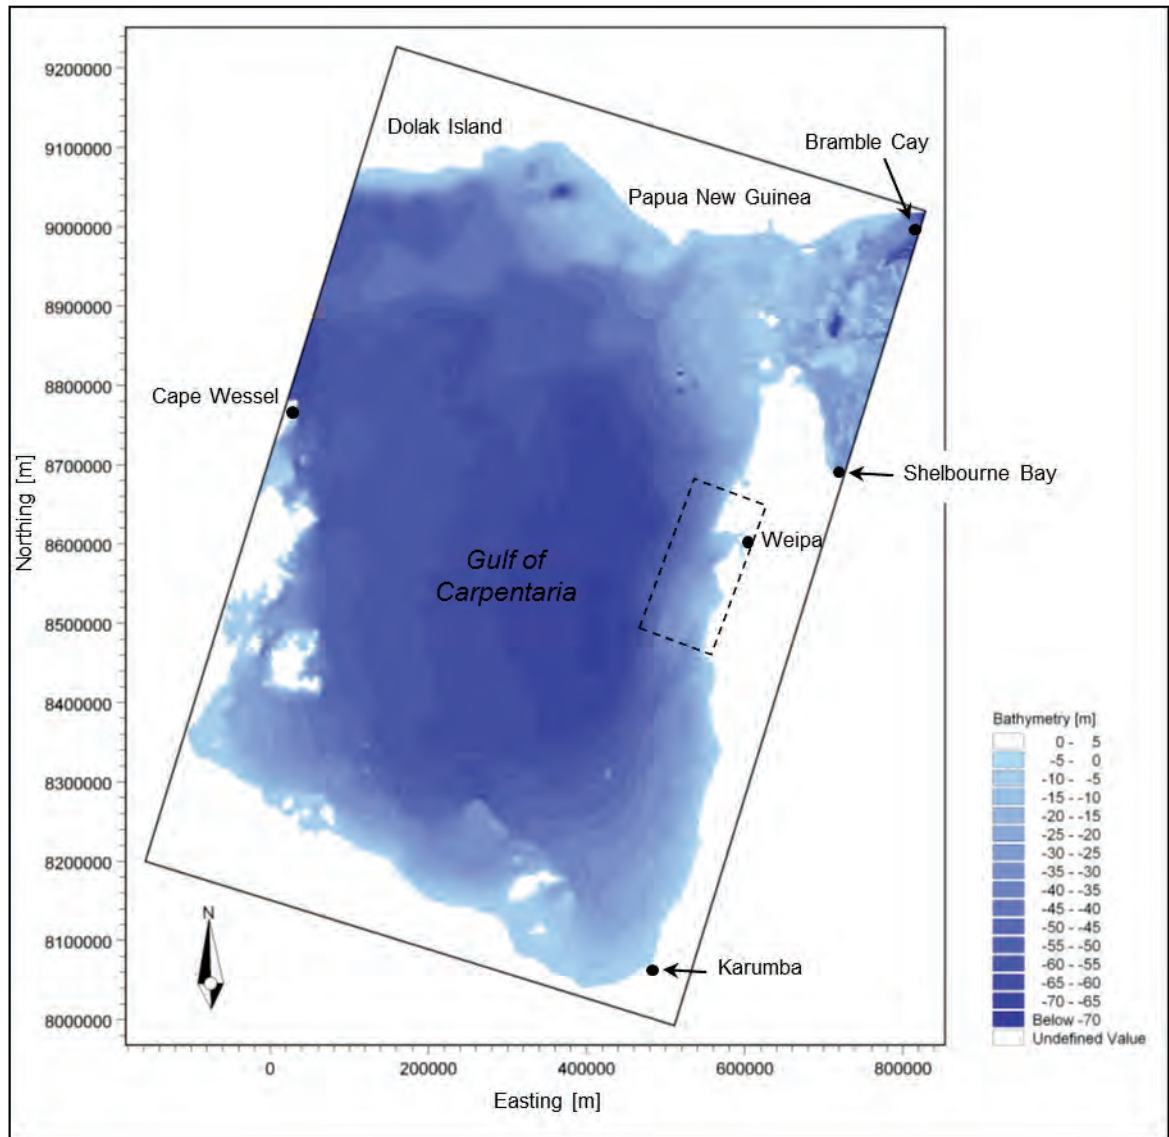 9200000
9100000
9000000
8900000
8800000
8700000
8600000
8500000
8400000
8300000
8200000
8100000
8000000
Northing [m]
Dolak Island
Bramble Cay
Papua New Guinea
Cape Wessel
Shelbourne Bay
Weipa
Gulf of
Carpentaria
Karumba
N
0
200000
400000
600000
800000
Easting [m]
Bathymetry [m]
0 - 5
-5 - 0
-10 - -5
-15 - -10
-20 - -15
-25 - -20
-30 - -25
-35 - -30
-40 - -35
-45 - -40
-50 - -45
-55 - -50
-60 - -55
-65 - -60
-70 - -65
Below -70
Undefined Value